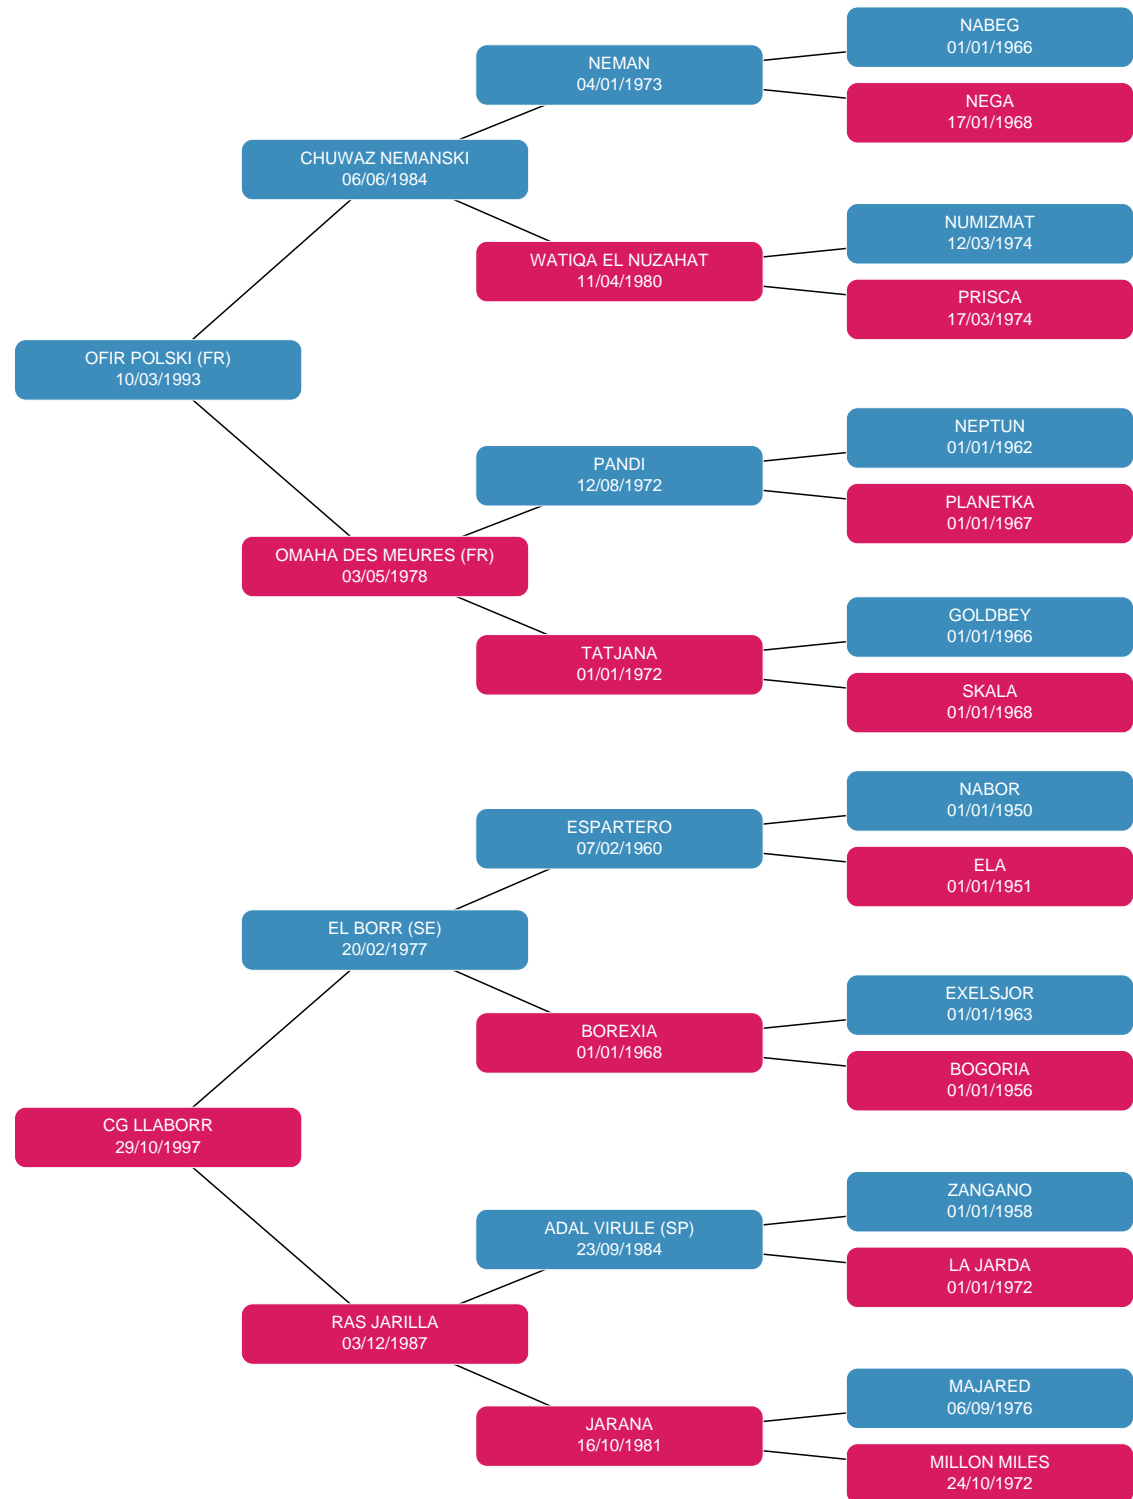 NABEG
01/01/1966
NEMAN
04/01/1973
NEGA
17/01/1968
CHUWAZ NEMANSKI
06/06/1984
NUMIZMAT
12/03/1974
WATIQA EL NUZAHAT
11/04/1980
PRISCA
17/03/1974
OFIR POLSKI (FR)
10/03/1993
NEPTUN
01/01/1962
PANDI
12/08/1972
PLANETKA
01/01/1967
OMAHA DES MEURES (FR)
03/05/1978
GOLDBEY
01/01/1966
TATJANA
01/01/1972
SKALA
01/01/1968
NABOR
01/01/1950
ESPARTERO
07/02/1960
ELA
01/01/1951
EL BORR (SE)
20/02/1977
EXELSJOR
01/01/1963
BOREXIA
01/01/1968
BOGORIA
01/01/1956
CG LLABORR
29/10/1997
ZANGANO
01/01/1958
ADAL VIRULE (SP)
23/09/1984
LA JARDA
01/01/1972
RAS JARILLA
03/12/1987
MAJARED
06/09/1976
JARANA
16/10/1981
MILLON MILES
24/10/1972